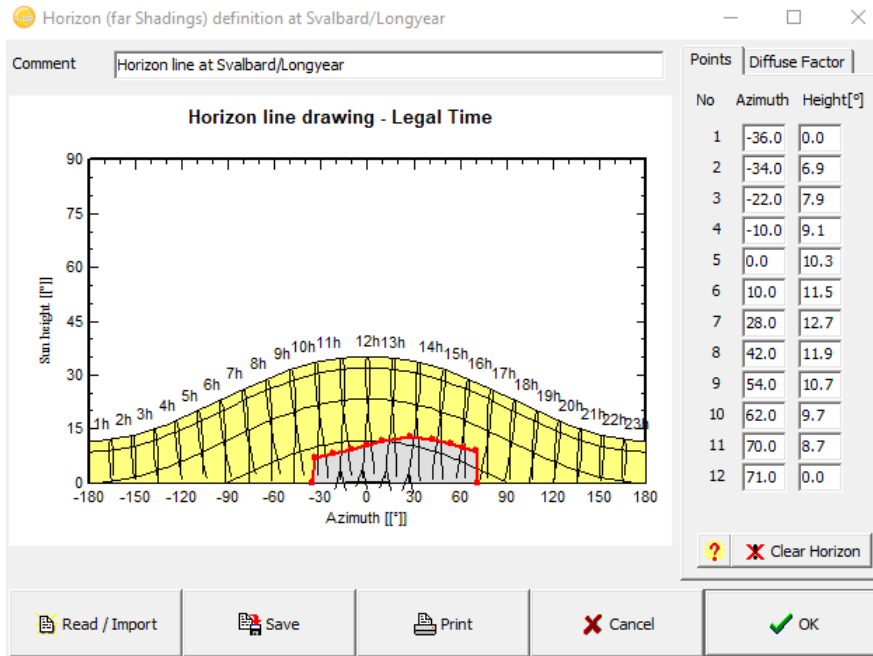 Horizon (far Shadings) definition at Svalbard/Longyear
Comment Horizon line at Svalbard/Longyear
Horizon line drawing - Legal Time
90
75
60
45
30
15
0
Sun height [[°]]
1h 2h 3h 4h 5h 6h 7h 8h 9h 10h 11h 12h 13h 14h 15h 16h 17h 18h 19h 20h 21h 22h 23h
-180 -150 -120 -90 -60 -30 0 30 60 90 120 150 180
Azimuth [[°]]
Points Diffuse Factor
No Azimuth Height[°]
1 -36.0 0.0
2 -34.0 6.9
3 -22.0 7.9
4 -10.0 9.1
5 0.0 10.3
6 10.0 11.5
7 28.0 12.7
8 42.0 11.9
9 54.0 10.7
10 62.0 9.7
11 70.0 8.7
12 71.0 0.0
? Clear Horizon
Read / Import Save Print Cancel OK